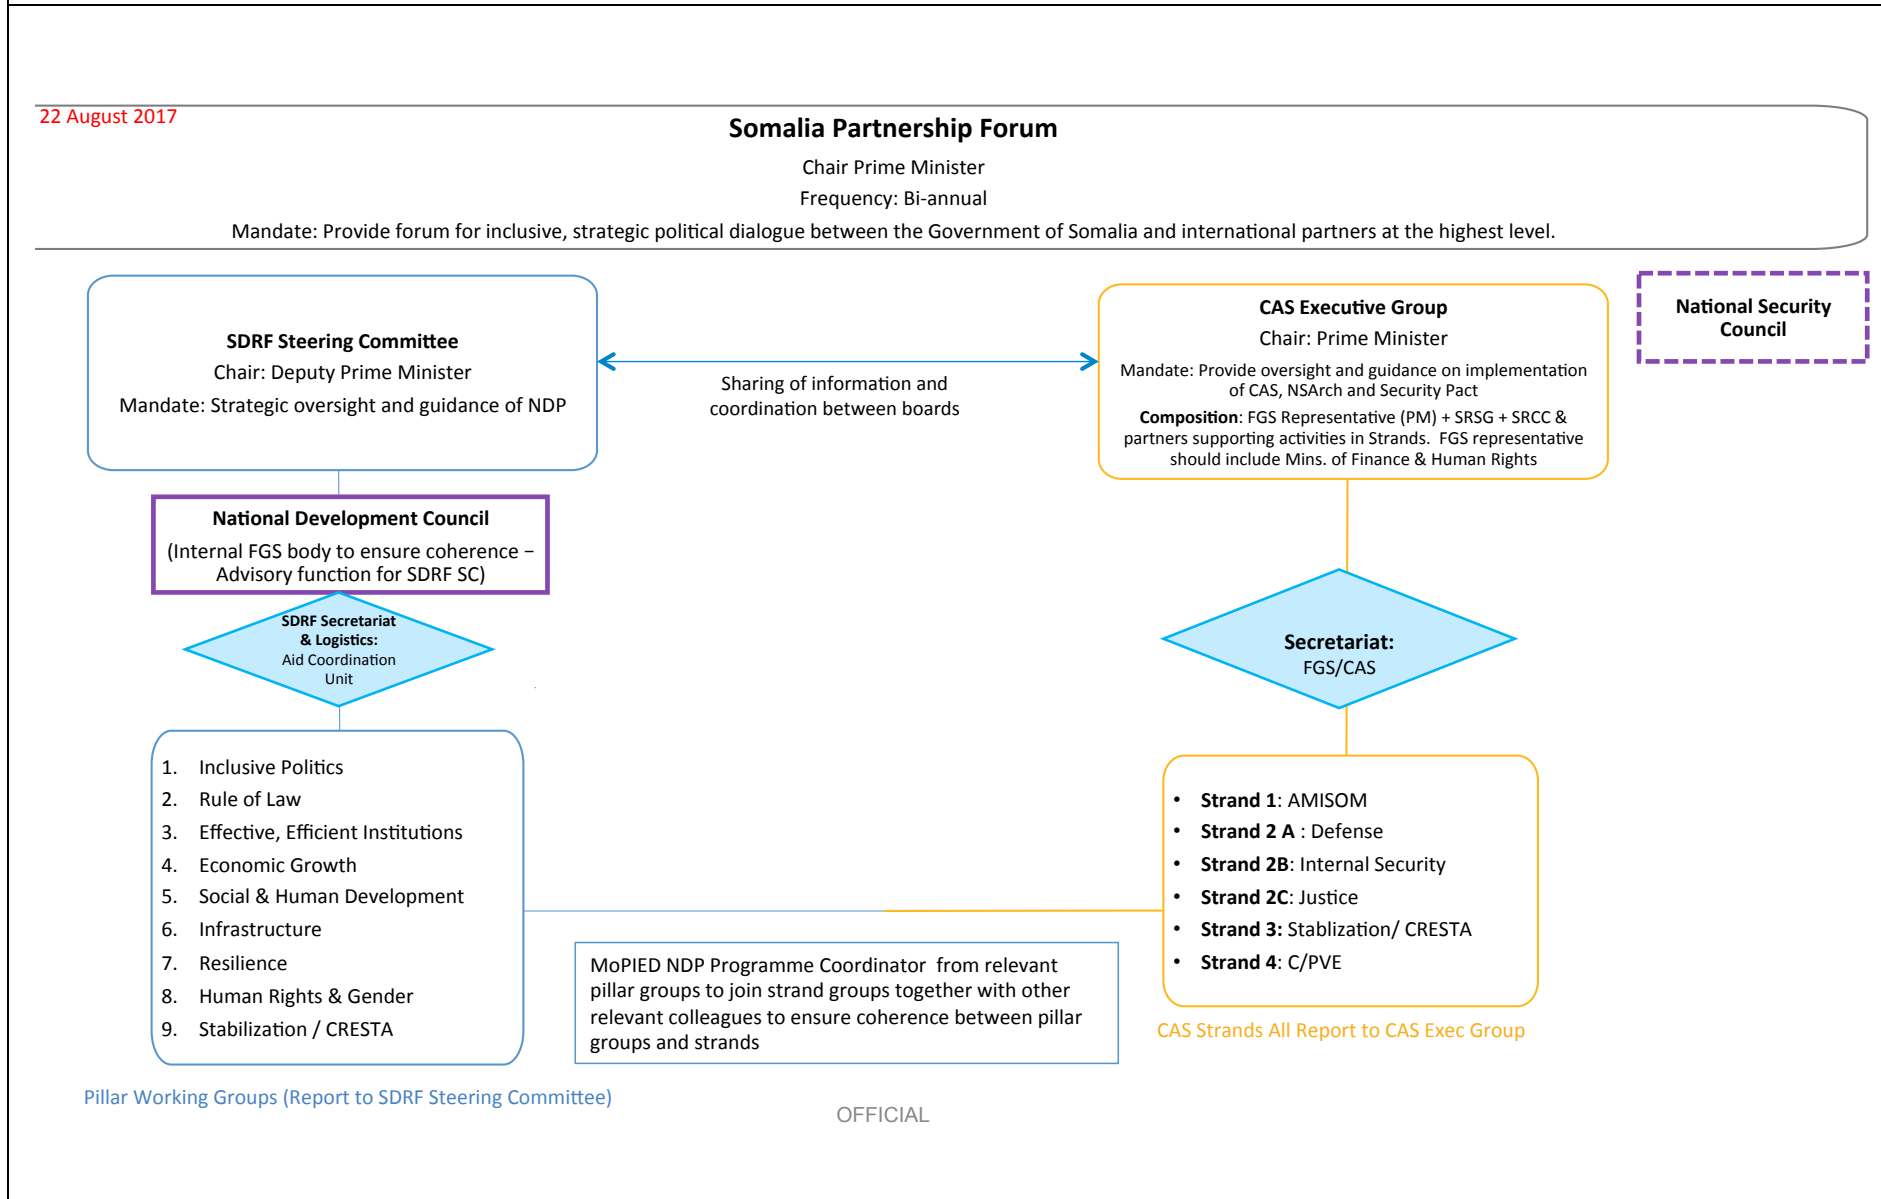 22 August 2017
Somalia Partnership Forum
Chair Prime Minister
Frequency: Bi-annual
Mandate: Provide forum for inclusive, strategic political dialogue between the Government of Somalia and international partners at the highest level.
SDRF Steering Committee
Chair: Deputy Prime Minister
Mandate: Strategic oversight and guidance of NDP
Sharing of information and
coordination between boards
CAS Executive Group
Chair: Prime Minister
Mandate: Provide oversight and guidance on implementation
of CAS, NSArch and Security Pact
Composition: FGS Representative (PM) + SRSG + SRCC &
partners supporting activities in Strands.  FGS representative
should include Mins. of Finance & Human Rights
National Security
Council
National Development Council
(Internal FGS body to ensure coherence –
Advisory function for SDRF SC)
SDRF Secretariat
& Logistics:
Aid Coordination
Unit
Secretariat:
FGS/CAS
1. Inclusive Politics
2. Rule of Law
3. Effective, Efficient Institutions
4. Economic Growth
5. Social & Human Development
6. Infrastructure
7. Resilience
8. Human Rights & Gender
9. Stabilization / CRESTA
Pillar Working Groups (Report to SDRF Steering Committee)
MoPIED NDP Programme Coordinator  from relevant
pillar groups to join strand groups together with other
relevant colleagues to ensure coherence between pillar
groups and strands
• Strand 1: AMISOM
• Strand 2 A : Defense
• Strand 2B: Internal Security
• Strand 2C: Justice
• Strand 3: Stablization/ CRESTA
• Strand 4: C/PVE
CAS Strands All Report to CAS Exec Group
OFFICIAL